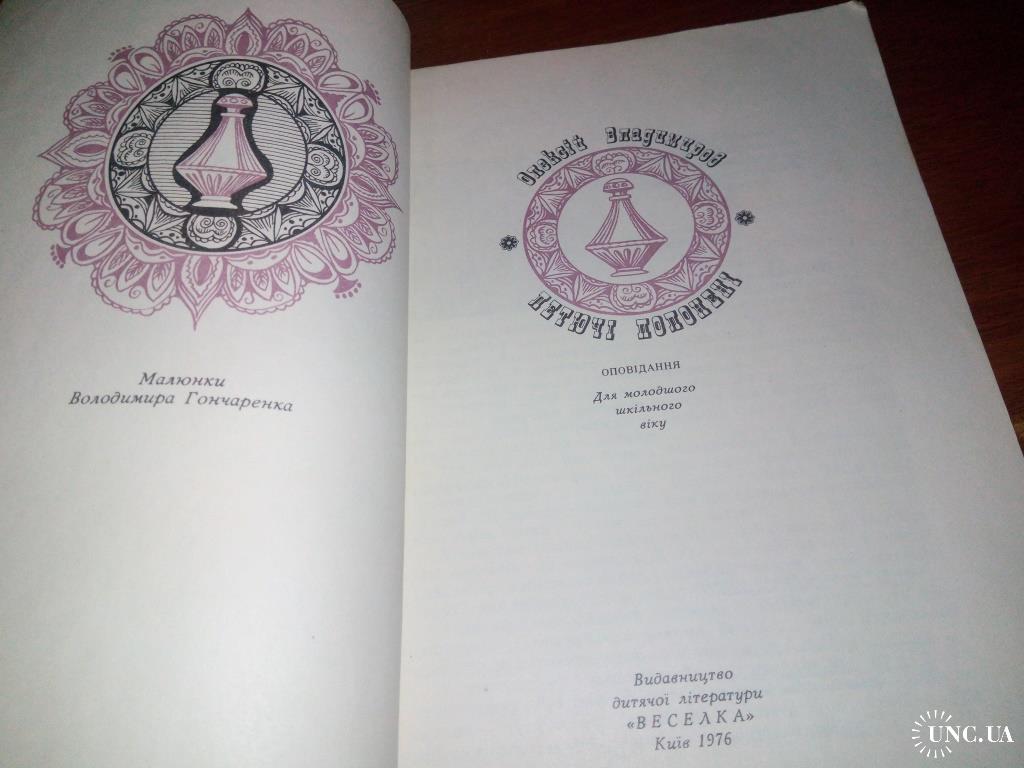 Малюнки
Володимира Гончаренка
Олексій Владимиров
ЛЕТЮЧІ ПОЛОНЕНІ
ОПОВІДАННЯ
Для молодшого
шкільного
віку
Видавництво
дитячої літератури
«ВЕСЕЛКА»
Київ 1976
UNC.UA